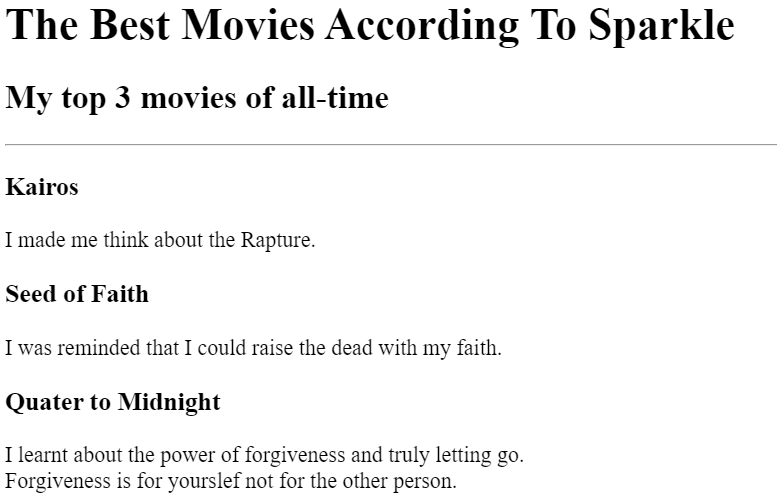 The Best Movies According To Sparkle
My top 3 movies of all-time
Kairos
I made me think about the Rapture.
Seed of Faith
I was reminded that I could raise the dead with my faith.
Quater to Midnight
I learnt about the power of forgiveness and truly letting go.
Forgiveness is for yourslef not for the other person.